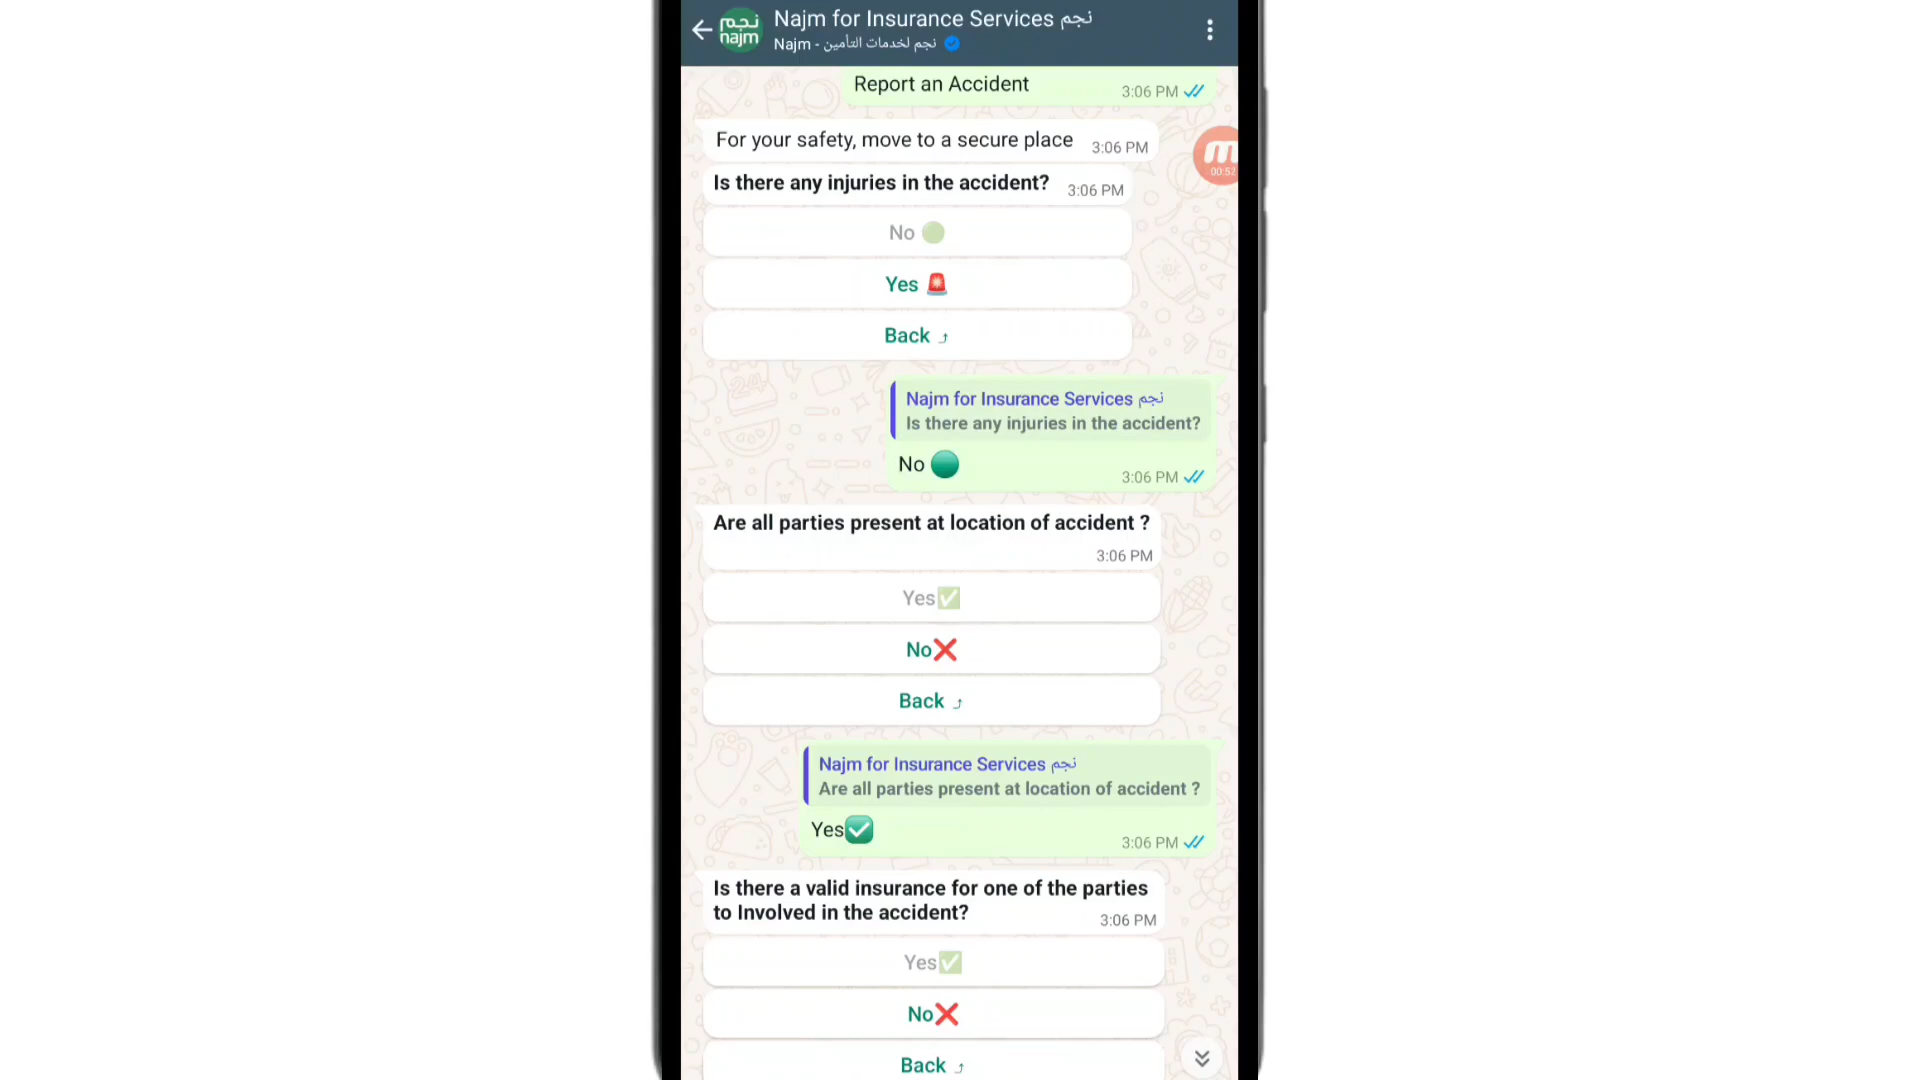 نجم
najm
Najm for Insurance Services نجم
Najm - نجم لخدمات التأمين
Report an Accident
3:06 PM
For your safety, move to a secure place
3:06 PM
00:52
Is there any injuries in the accident?
3:06 PM
No
Yes
Back
Najm for Insurance Services نجم
Is there any injuries in the accident?
No
3:06 PM
Are all parties present at location of accident ?
3:06 PM
Yes✅
No❌
Back
Najm for Insurance Services نجم
Are all parties present at location of accident ?
Yes✅
3:06 PM
Is there a valid insurance for one of the parties
to Involved in the accident?
3:06 PM
Yes✅
No❌
Back